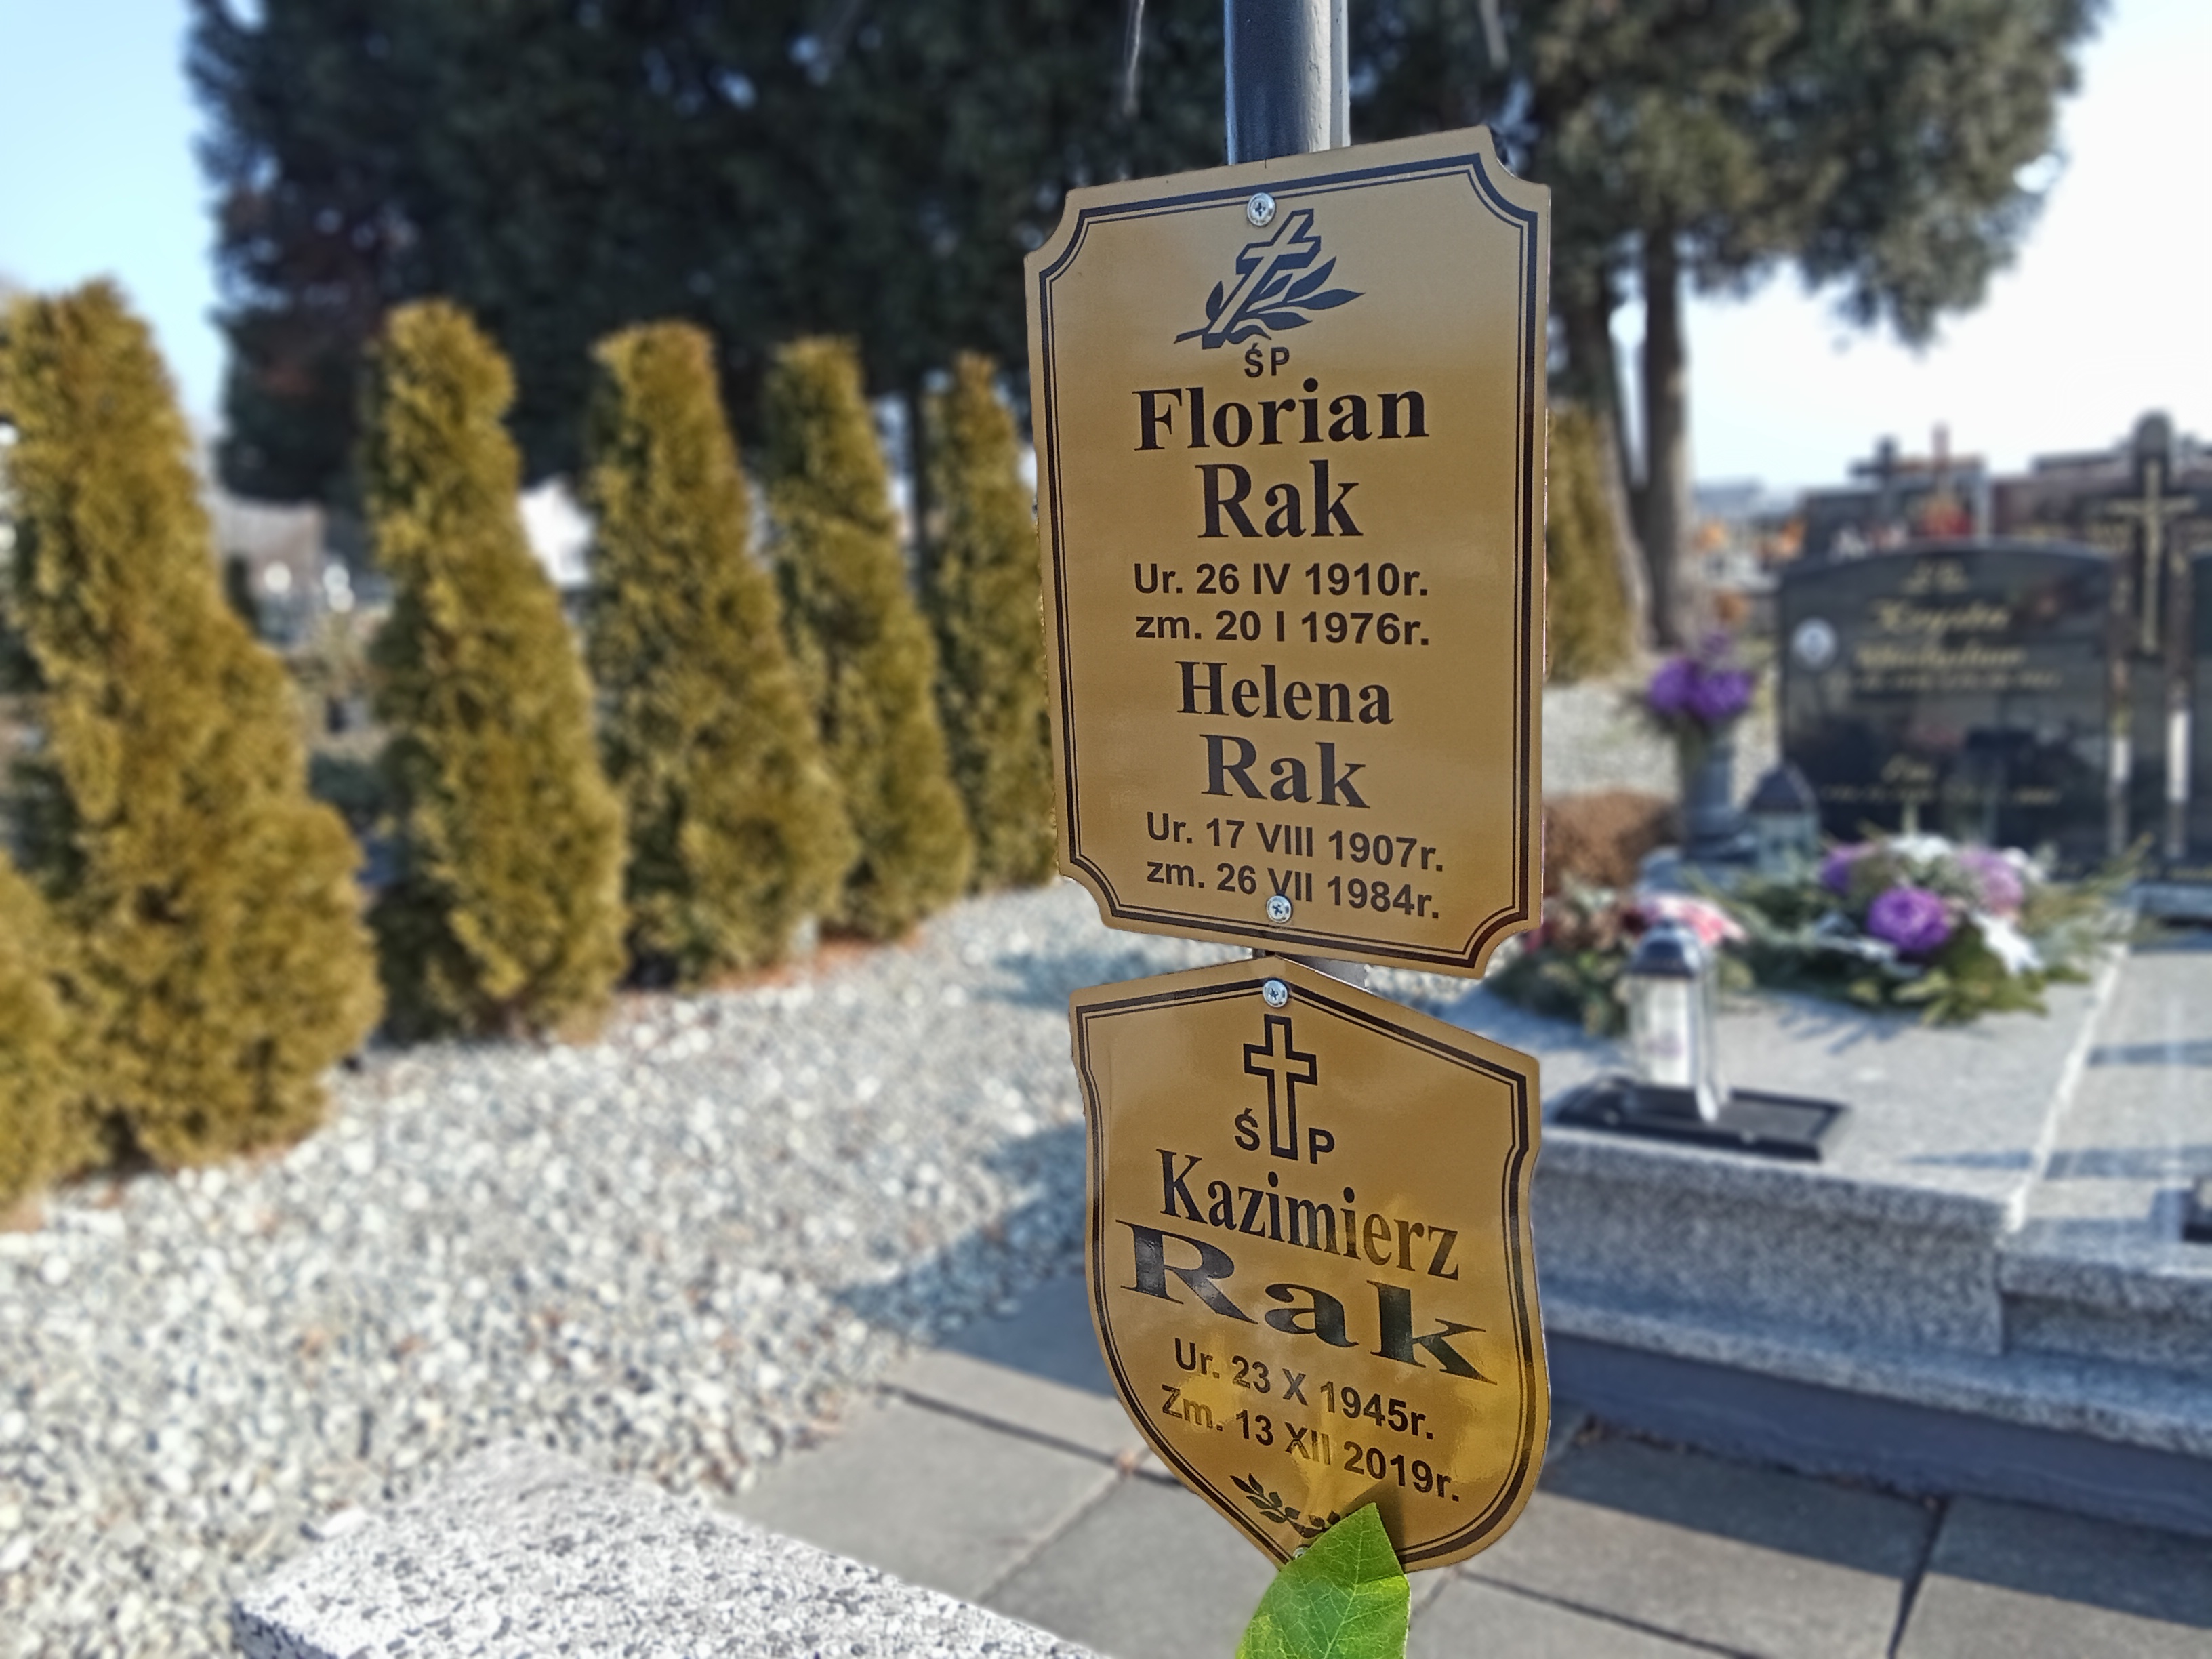 ŚP
Florian
Rak
Ur. 26 IV 1910r.
zm. 20 I 1976r.
Helena
Rak
Ur. 17 VIII 1907r.
zm. 26 VII 1984r.
Ś P
Kazimierz
Rak
Ur. 23 X 1945r.
Zm. 13 XII 2019r.